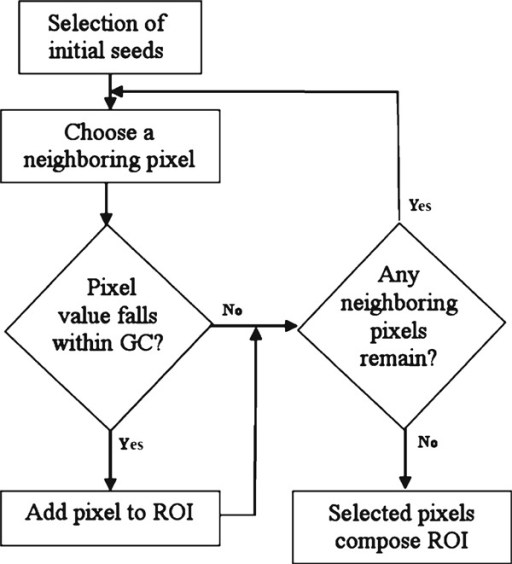 Selection of
initial seeds
Choose a
neighboring pixel
Pixel
value falls
within GC?
No
Yes
Add pixel to ROI
Any
neighboring
pixels
remain?
Yes
No
Selected pixels
compose ROI